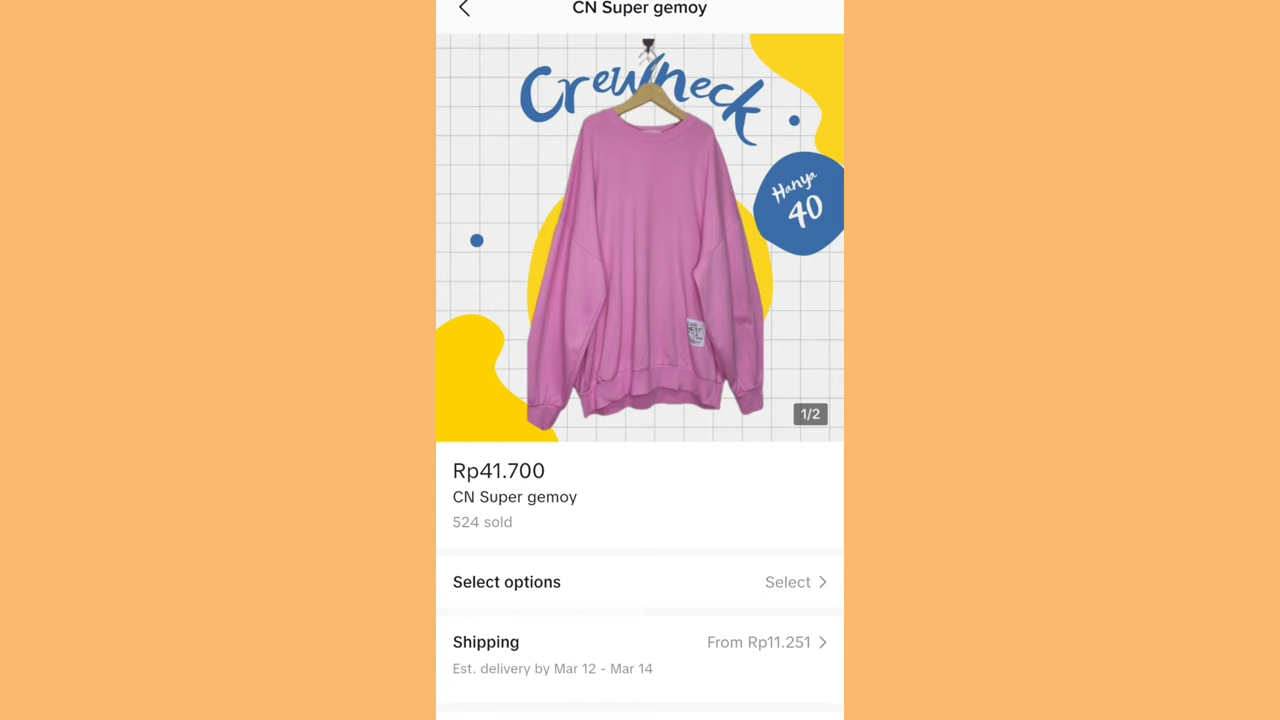 CN Super gemoy
Crewneck
Hanya
40
1/2
Rp41.700
CN Super gemoy
524 sold
Select options
Select
Shipping
From Rp11.251
Est. delivery by Mar 12 - Mar 14